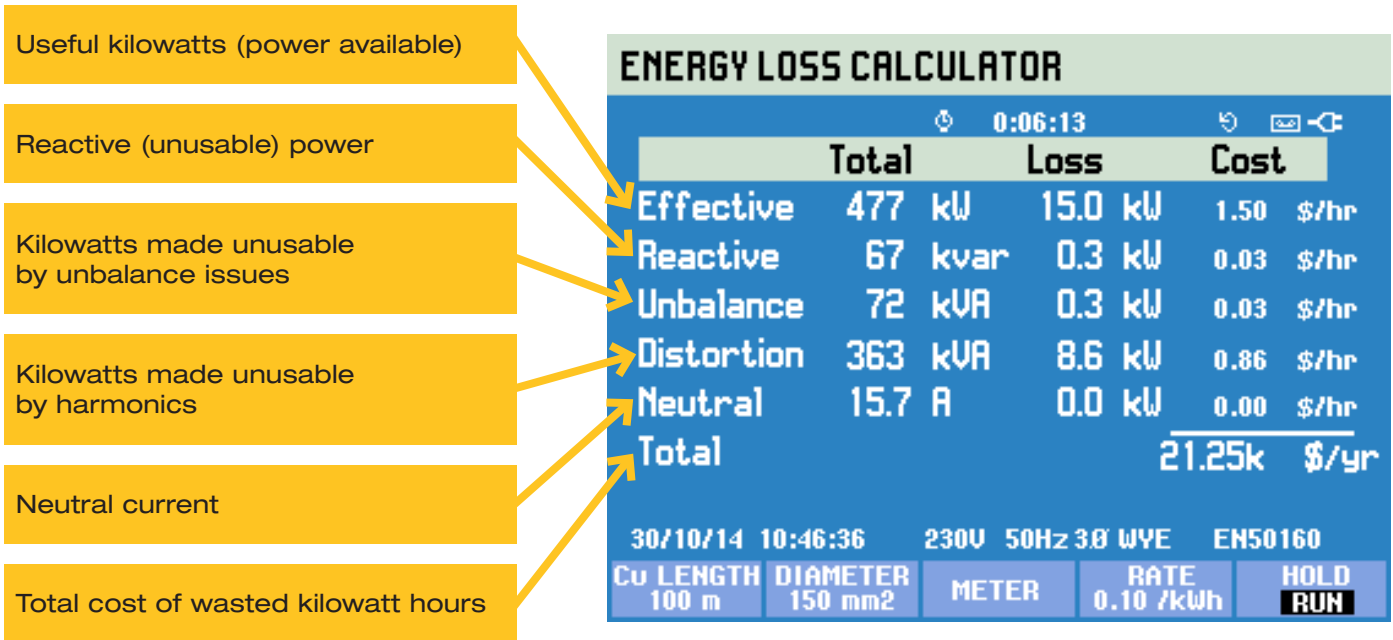 Useful kilowatts (power available)
Reactive (unusable) power
Kilowatts made unusable
by unbalance issues
Kilowatts made unusable
by harmonics
Neutral current
Total cost of wasted kilowatt hours
ENERGY LOSS CALCULATOR
0:06:13
Total Loss Cost
Effective 477 kW 15.0 kW 1.50 $/hr
Reactive 67 kvar 0.3 kW 0.03 $/hr
Unbalance 72 kVA 0.3 kW 0.03 $/hr
Distortion 363 kVA 8.6 kW 0.86 $/hr
Neutral 15.7 A 0.0 kW 0.00 $/hr
Total 21.25k $/yr
30/10/14 10:46:36 230V 50Hz 3Ø WYE EN50160
Cu LENGTH DIAMETER METER RATE HOLD
100 m 150 mm2 0.10 /kWh RUN